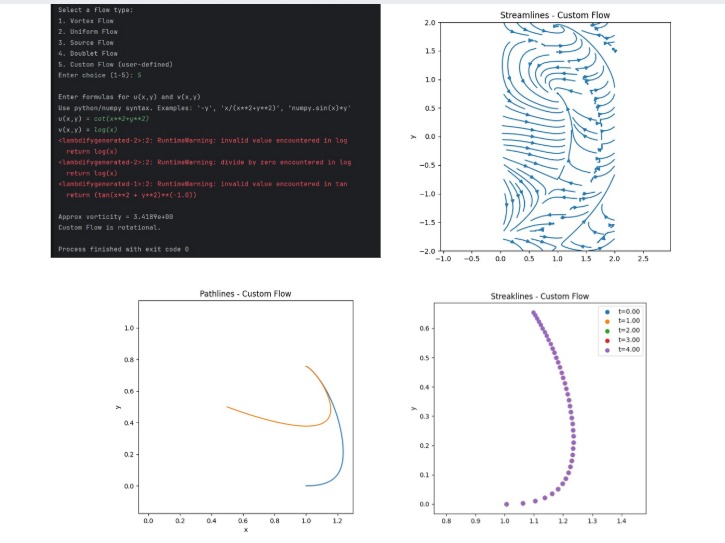 Select a flow type:
1. Vortex Flow
2. Uniform Flow
3. Source Flow
4. Doublet Flow
5. Custom Flow (user-defined)
Enter choice (1-5): 5
Enter formulas for u(x,y) and v(x,y)
Use python/numpy syntax. Examples: '-y', 'x/(x**2+y**2)', 'numpy.sin(x)+y'
u(x,y) = cot(x**2+y**2)
v(x,y) = log(x)
<lambdifygenerated-2>:2: RuntimeWarning: invalid value encountered in log
return log(x)
<lambdifygenerated-2>:2: RuntimeWarning: divide by zero encountered in log
return log(x)
<lambdifygenerated-1>:2: RuntimeWarning: invalid value encountered in tan
return (tan(x**2 + y**2)**(-1.0))
Approx vorticity = 3.4189e+00
Custom Flow is rotational.
Process finished with exit code 0
Streamlines - Custom Flow
2.0
1.5
1.0
0.5
0.0
−0.5
−1.0
−1.5
−2.0
y
−1.0 −0.5 0.0 0.5 1.0 1.5 2.0 2.5
Pathlines - Custom Flow
1.0
0.8
0.6
0.4
0.2
0.0
y
0.0 0.2 0.4 0.6 0.8 1.0 1.2
x
Streaklines - Custom Flow
t=0.00
t=1.00
t=2.00
t=3.00
t=4.00
0.6
0.5
0.4
0.3
0.2
0.1
0.0
y
0.8 0.9 1.0 1.1 1.2 1.3 1.4